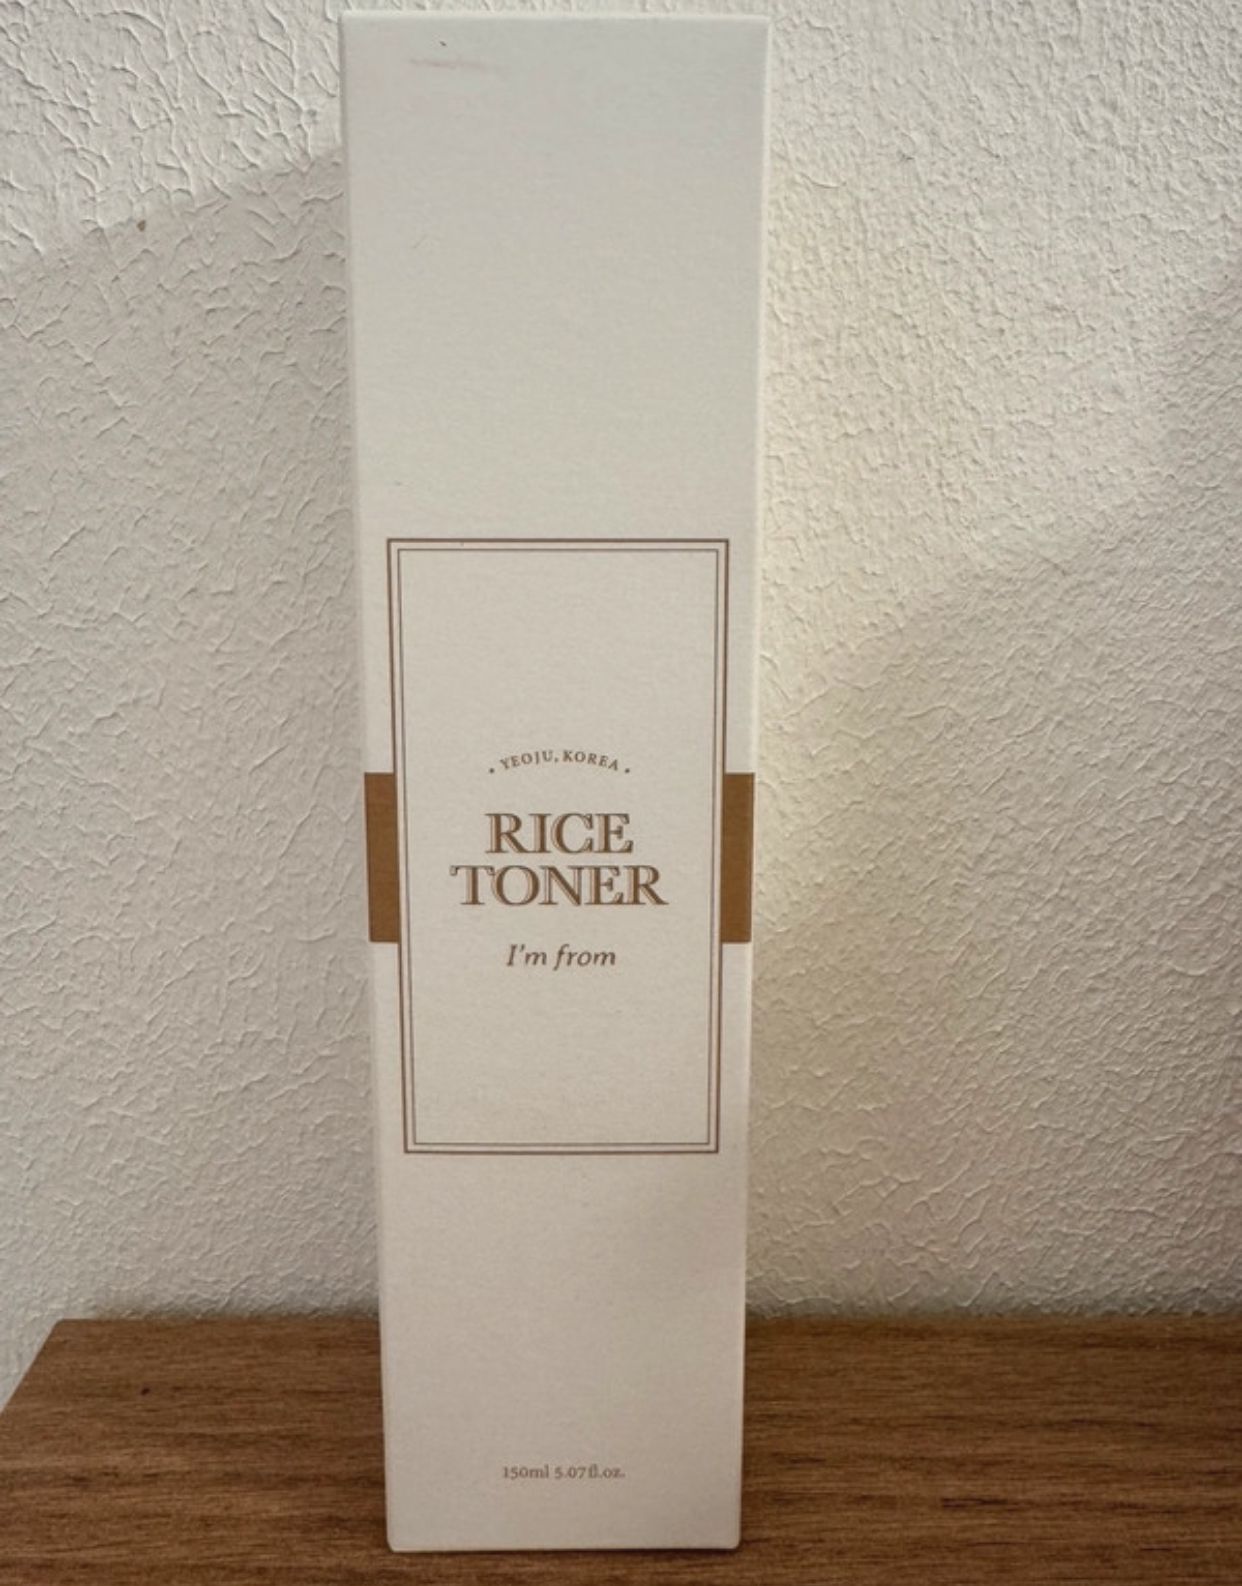 • YEOJU, KOREA •
RICE
TONER
I'm from
150ml 5.07fl.oz.